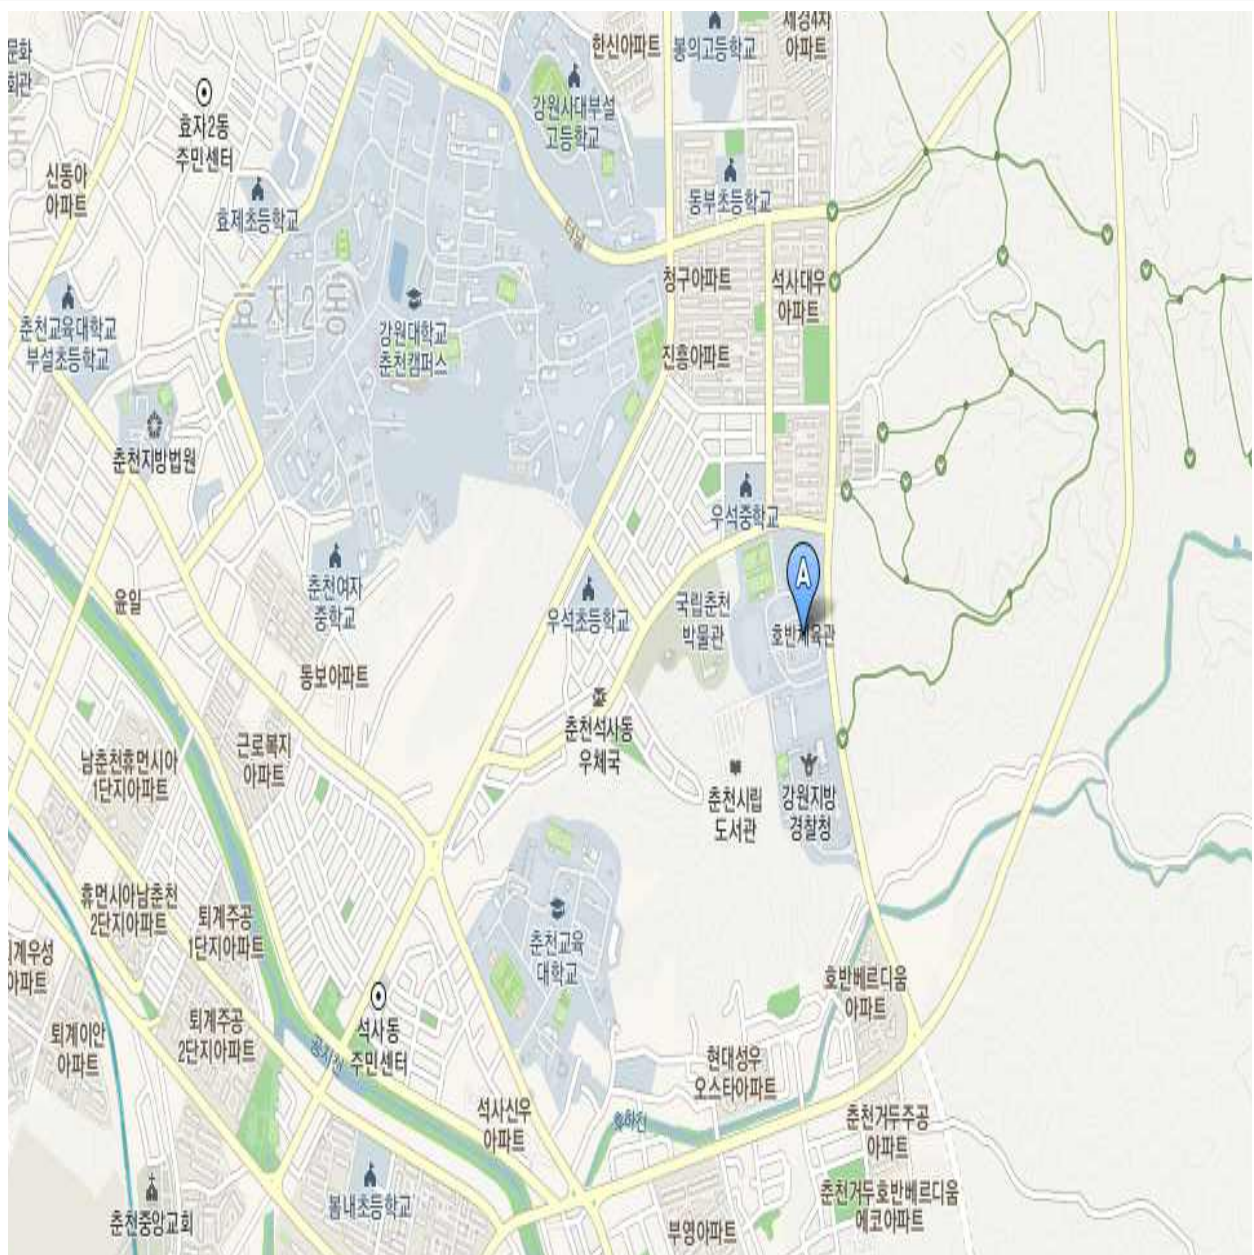 문화
회관
효자2동
주민센터
신동아
아파트
효제초등학교
한신아파트
봉의고등학교
세경4차
아파트
강원사대부설
고등학교
동부초등학교
터널
청구아파트
석사대우
아파트
진흥아파트
효자2동
강원대학교
춘천캠퍼스
춘천교육대학교
부설초등학교
춘천지방법원
우석중학교
A
춘천여자
중학교
윤일
우석초등학교
국립춘천
박물관
호반체육관
동보아파트
춘천석사동
우체국
근로복지
아파트
남춘천휴먼시아
1단지아파트
춘천시립
도서관
강원지방
경찰청
휴먼시아남춘천
2단지아파트
퇴계주공
1단지아파트
춘천교육
대학교
퇴계우성
아파트
호반베르디움
아파트
퇴계이안
아파트
퇴계주공
2단지아파트
공지천
석사동
주민센터
현대성우
오스타아파트
석사신우
아파트
춘천거두주공
아파트
춘천중앙교회
봄내초등학교
부영아파트
춘천거두호반베르디움
에코아파트